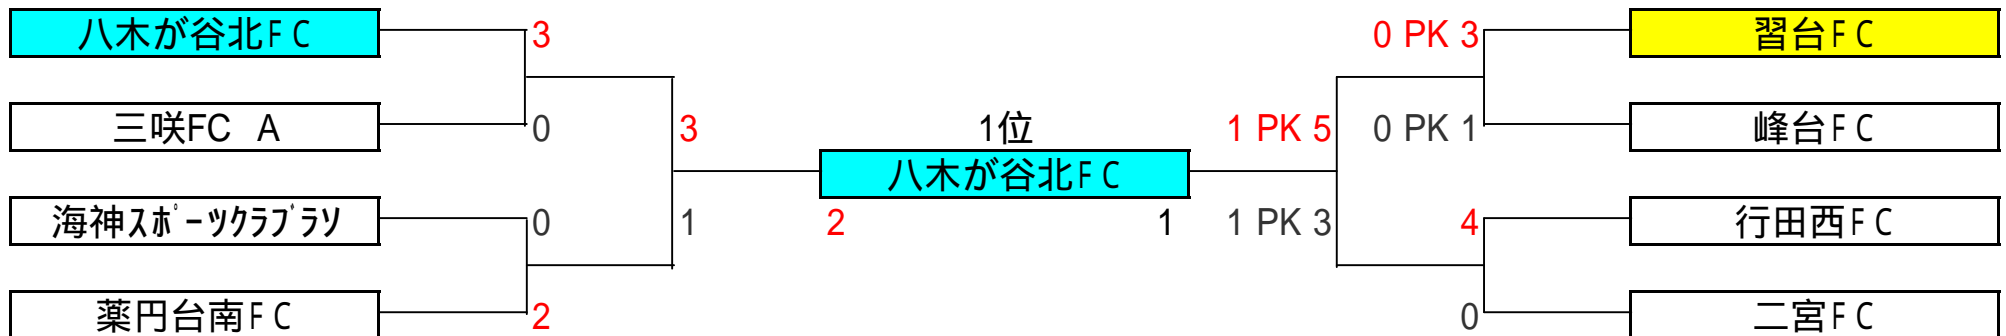 八木が谷北ＦＣ 3 0 PK 3 習台ＦＣ
三咲FC A 0 3 1位 1 PK 5 0 PK 1 峰台ＦＣ
八木が谷北ＦＣ
海神ｽﾎﾟｰﾂｸﾗﾌﾞﾗｿ 0 1 2 1 1 PK 3 4 行田西ＦＣ
薬円台南ＦＣ 2 0 二宮ＦＣ